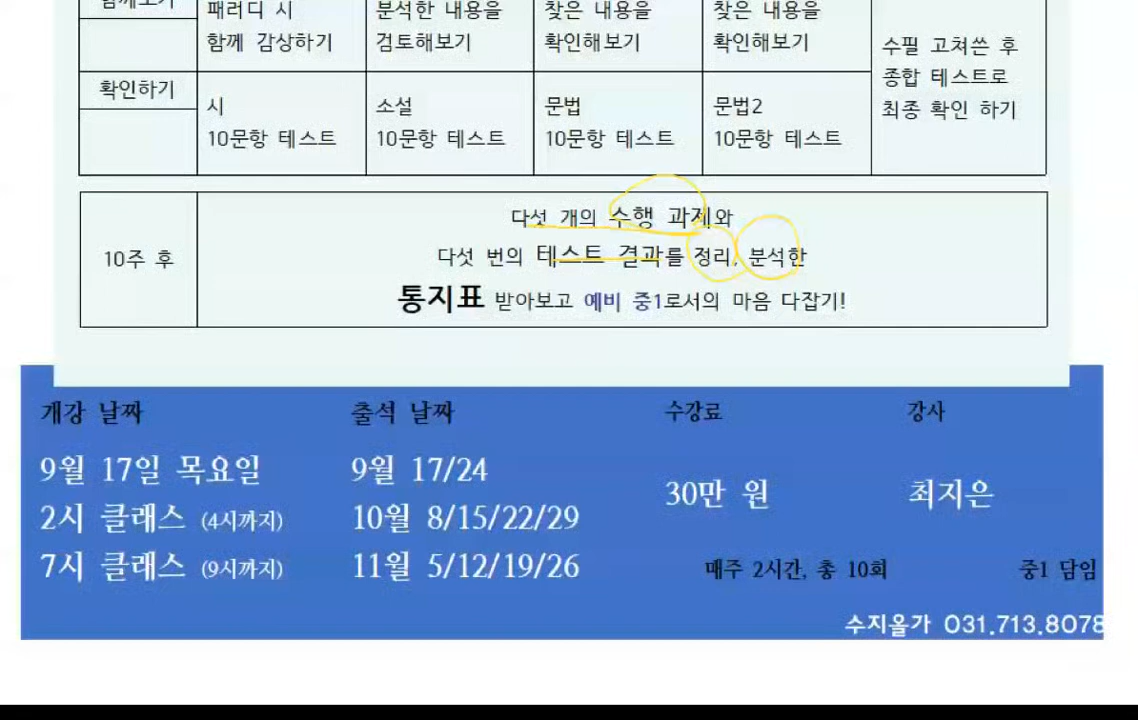 함께보기
패러디 시
함께 감상하기
분석한 내용을
검토해보기
찾은 내용을
확인해보기
찾은 내용을
확인해보기
수필 고쳐쓴 후
종합 테스트로
최종 확인 하기
확인하기
시
10문항 테스트
소설
10문항 테스트
문법
10문항 테스트
문법2
10문항 테스트
10주 후
다섯 개의 수행 과제와
다섯 번의 테스트 결과를 정리, 분석한
통지표 받아보고 예비 중1로서의 마음 다잡기!
개강 날짜
9월 17일 목요일
2시 클래스 (4시까지)
7시 클래스 (9시까지)
출석 날짜
9월 17/24
10월 8/15/22/29
11월 5/12/19/26
수강료
30만 원
매주 2시간, 총 10회
강사
최지은
중1 담임
수지올가 031.713.8078